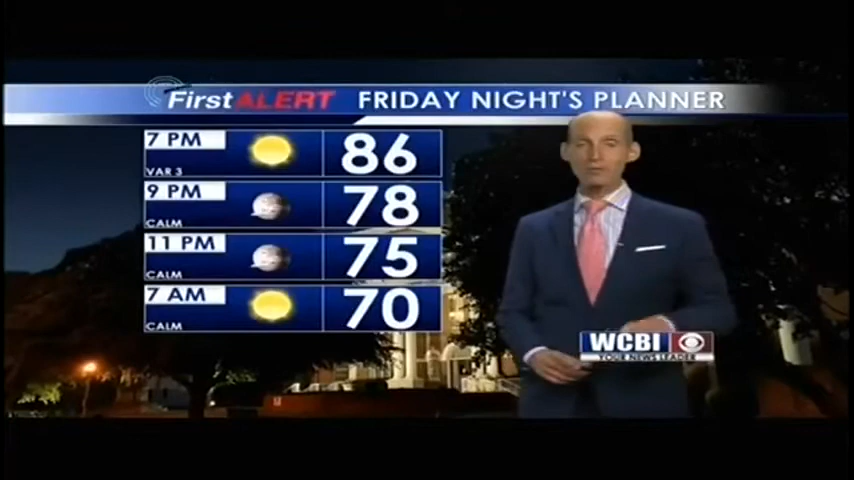 First ALERT FRIDAY NIGHT'S PLANNER
7 PM
VAR 3
86
9 PM
CALM
78
11 PM
CALM
75
7 AM
CALM
70
WCBI
YOUR NEWS LEADER